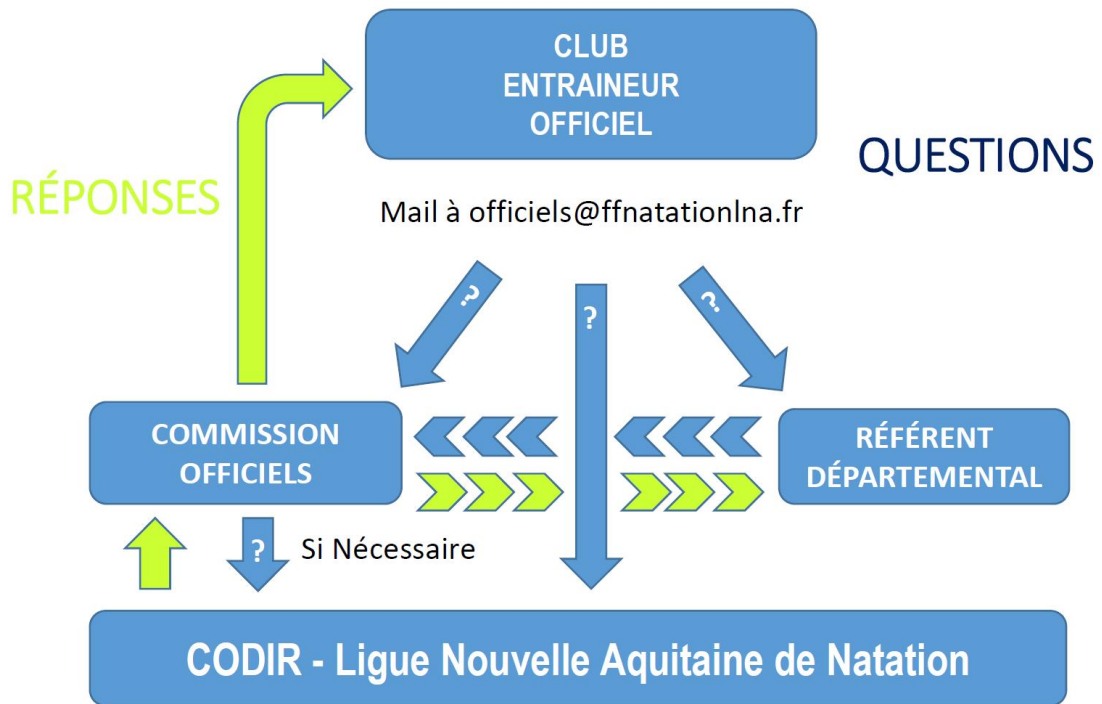 CLUB
ENTRAINEUR
OFFICIEL
QUESTIONS
RÉPONSES
Mail à officiels@ffnatationlna.fr
?
?
?
COMMISSION
OFFICIELS
RÉFÉRENT
DÉPARTEMENTAL
?
Si Nécessaire
CODIR - Ligue Nouvelle Aquitaine de Natation